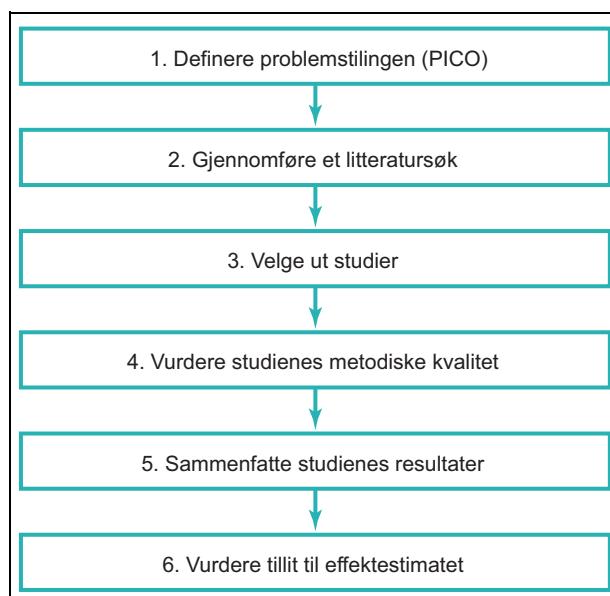 1. Definere problemstilingen (PICO)
2. Gjennomføre et litteratursøk
3. Velge ut studier
4. Vurdere studienes metodiske kvalitet
5. Sammenfatte studienes resultater
6. Vurdere tillit til effektestimatet